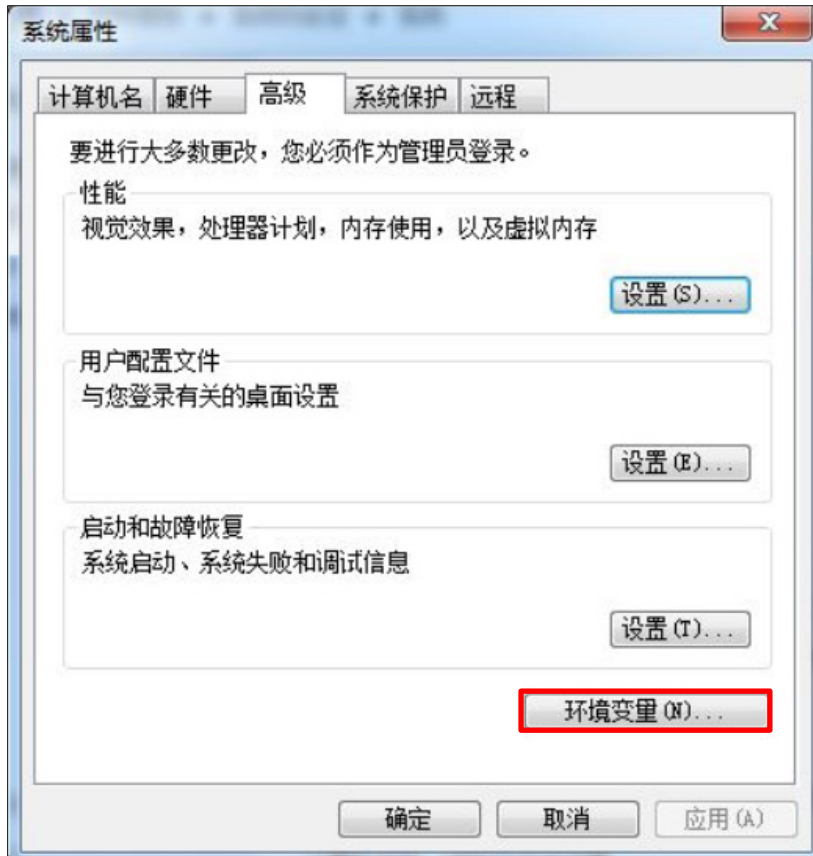 系统属性
计算机名 硬件 高级 系统保护 远程
要进行大多数更改，您必须作为管理员登录。
性能
视觉效果，处理器计划，内存使用，以及虚拟内存
设置(S)...
用户配置文件
与您登录有关的桌面设置
设置(E)...
启动和故障恢复
系统启动、系统失败和调试信息
设置(T)...
环境变量(N)...
确定 取消 应用(A)